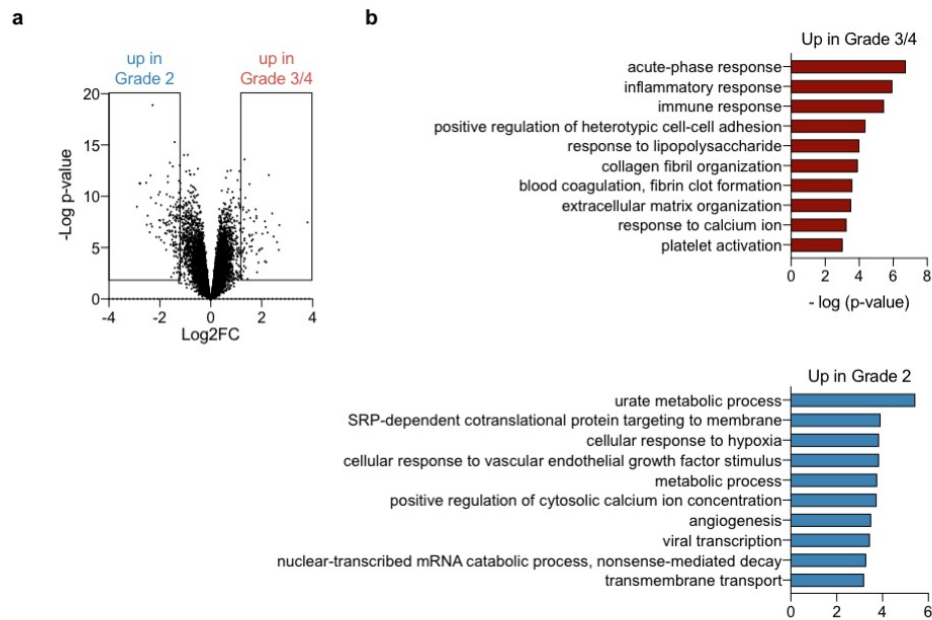 a
up in
Grade 2
up in
Grade 3/4
20
15
10
5
0
-Log p-value
-4 -2 0 2 4
Log2FC
b
Up in Grade 3/4
acute-phase response
inflammatory response
immune response
positive regulation of heterotypic cell-cell adhesion
response to lipopolysaccharide
collagen fibril organization
blood coagulation, fibrin clot formation
extracellular matrix organization
response to calcium ion
platelet activation
0 2 4 6 8
- log (p-value)
Up in Grade 2
urate metabolic process
SRP-dependent cotranslational protein targeting to membrane
cellular response to hypoxia
cellular response to vascular endothelial growth factor stimulus
metabolic process
positive regulation of cytosolic calcium ion concentration
angiogenesis
viral transcription
nuclear-transcribed mRNA catabolic process, nonsense-mediated decay
transmembrane transport
0 2 4 6